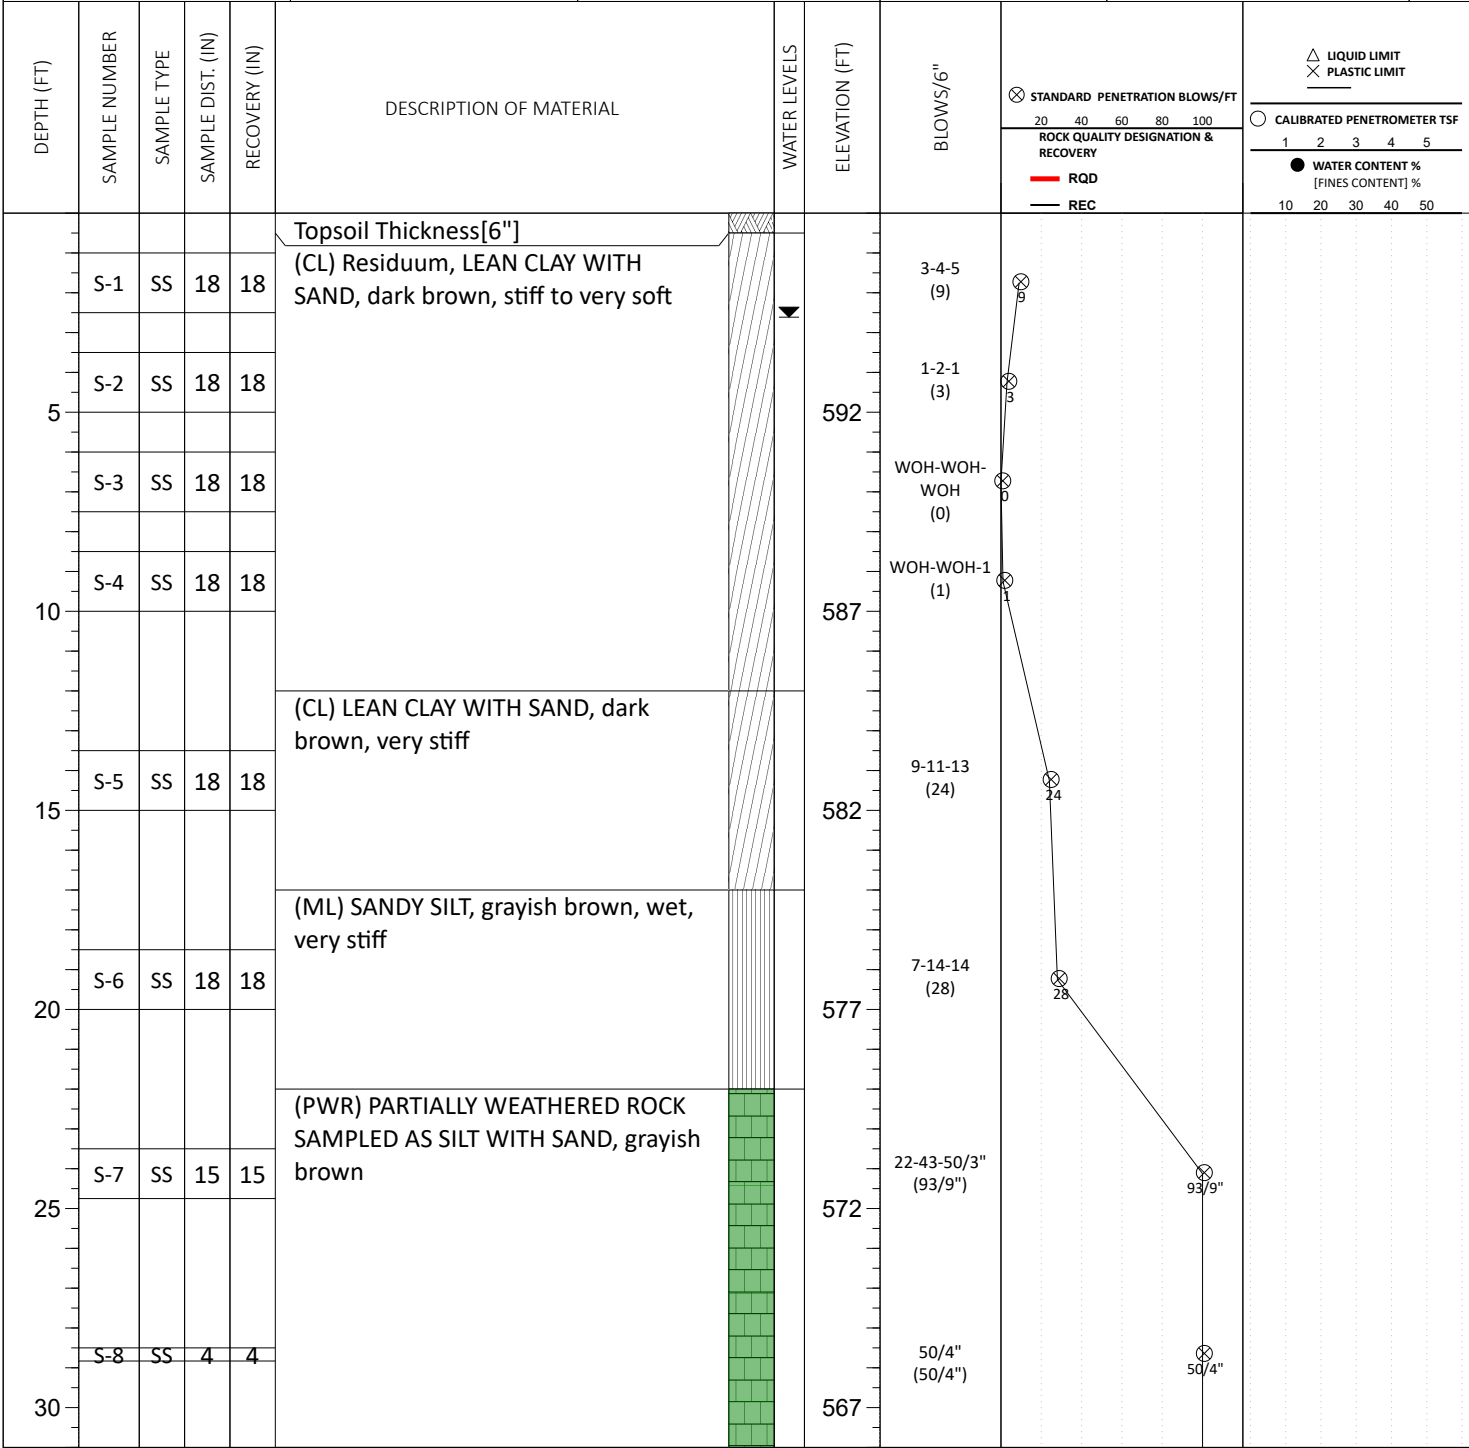 DEPTH (FT)
SAMPLE NUMBER
SAMPLE TYPE
SAMPLE DIST. (IN)
RECOVERY (IN)
DESCRIPTION OF MATERIAL
WATER LEVELS
ELEVATION (FT)
BLOWS/6"
STANDARD PENETRATION BLOWS/FT
20 40 60 80 100
ROCK QUALITY DESIGNATION &
RECOVERY
RQD
REC
LIQUID LIMIT
PLASTIC LIMIT
CALIBRATED PENETROMETER TSF
1 2 3 4 5
WATER CONTENT %
[FINES CONTENT] %
10 20 30 40 50
Topsoil Thickness[6"]
(CL) Residuum, LEAN CLAY WITH
SAND, dark brown, stiff to very soft
S-1 SS 18 18
3-4-5
(9)
9
S-2 SS 18 18
1-2-1
(3)
3
5
592
S-3 SS 18 18
WOH-WOH-
WOH
(0)
0
S-4 SS 18 18
WOH-WOH-1
(1)
1
10
587
(CL) LEAN CLAY WITH SAND, dark
brown, very stiff
S-5 SS 18 18
9-11-13
(24)
24
15
582
(ML) SANDY SILT, grayish brown, wet,
very stiff
S-6 SS 18 18
7-14-14
(28)
28
20
577
(PWR) PARTIALLY WEATHERED ROCK
SAMPLED AS SILT WITH SAND, grayish
brown
S-7 SS 15 15
22-43-50/3"
(93/9")
93/9"
25
572
S-8 SS 4 4
50/4"
(50/4")
50/4"
30
567